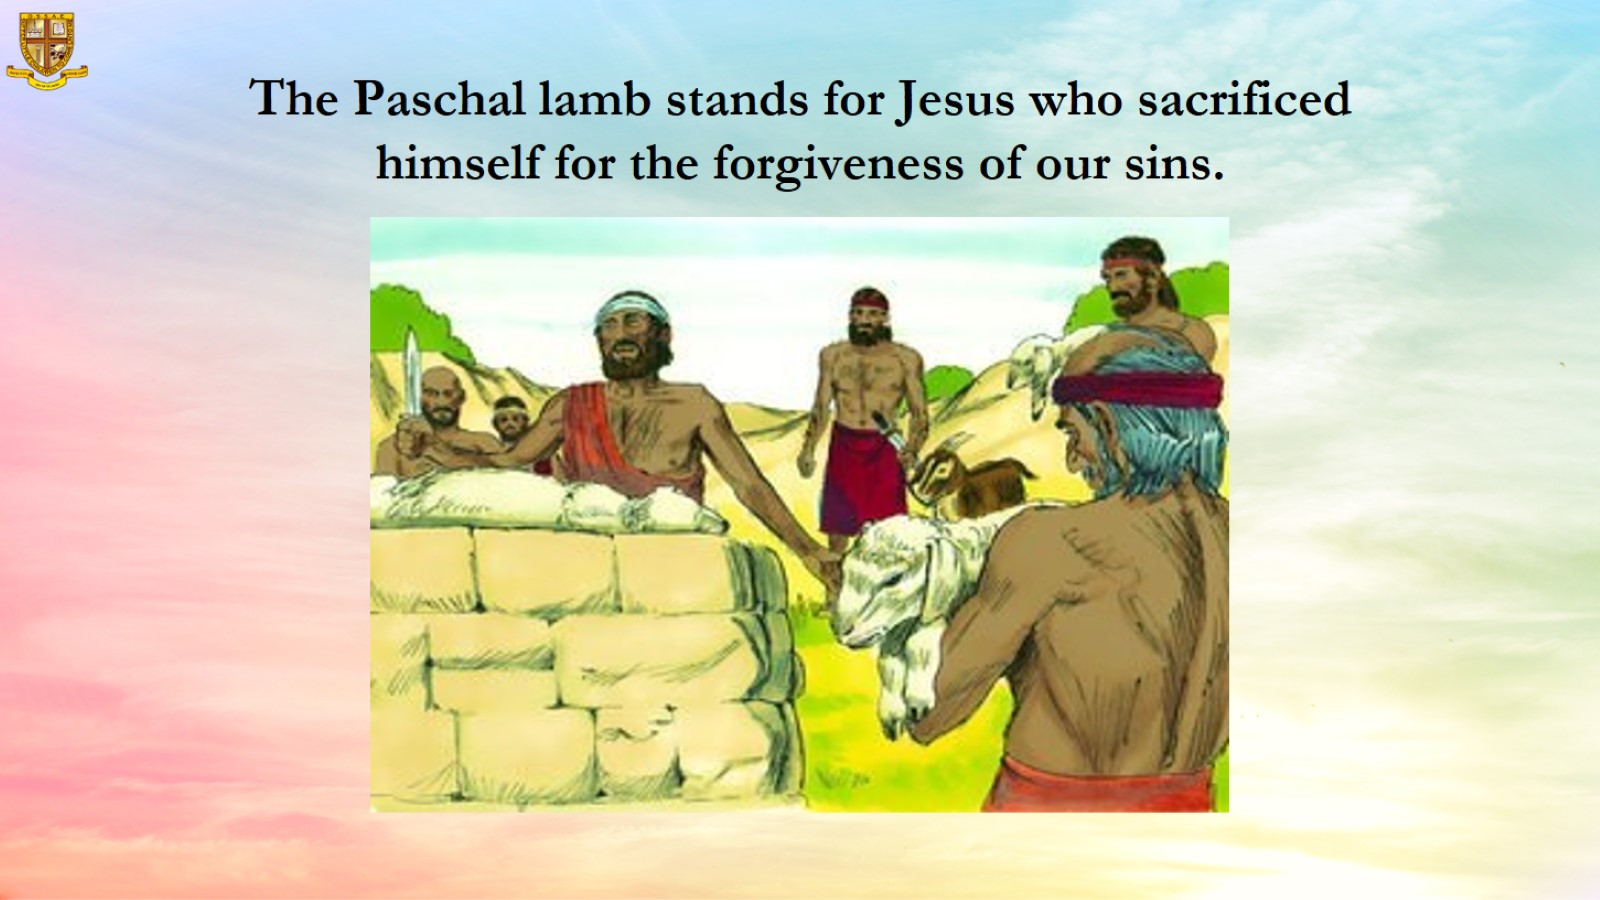 The Paschal lamb stands for Jesus who sacrificed
himself for the forgiveness of our sins.